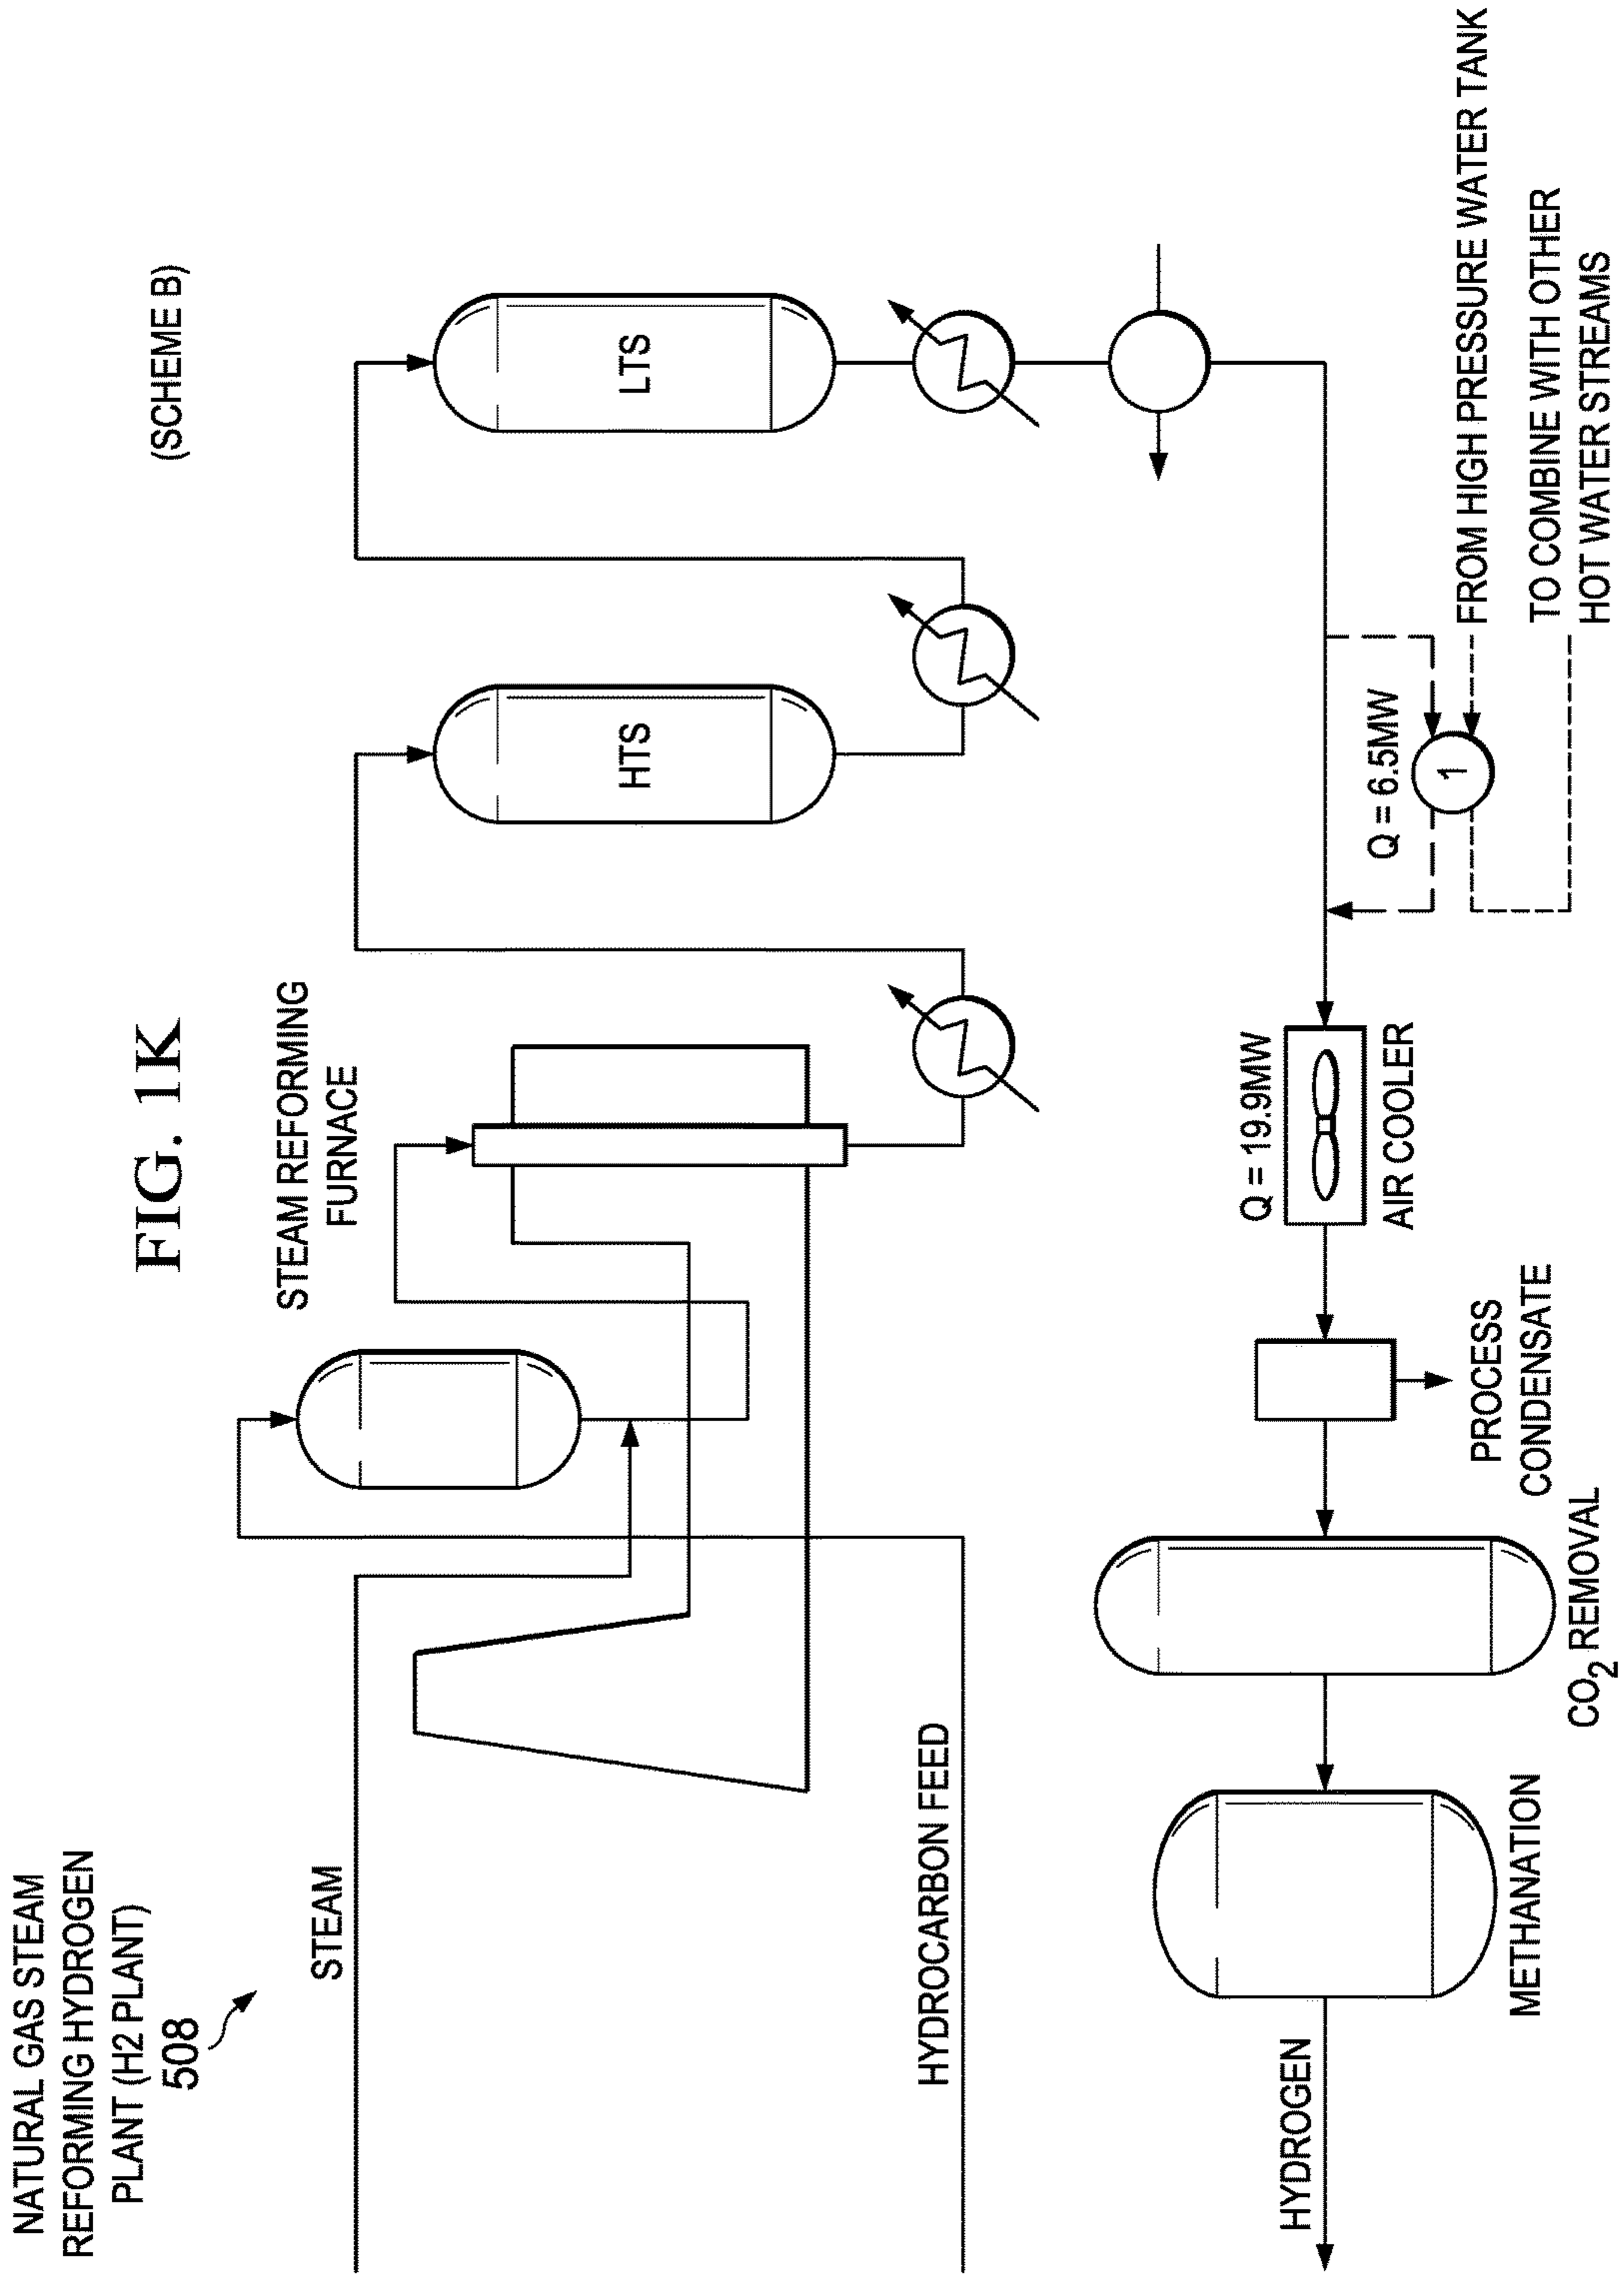 FIG. 1K
(SCHEME B)
NATURAL GAS STEAM
REFORMING HYDROGEN
PLANT (H2 PLANT)
508
STEAM
STEAM REFORMING
FURNACE
HTS
LTS
HYDROCARBON FEED
HYDROGEN
METHANATION
CO2 REMOVAL
PROCESS
CONDENSATE
Q = 19.9MW
AIR COOLER
Q = 6.5MW
1
FROM HIGH PRESSURE WATER TANK
TO COMBINE WITH OTHER
HOT WATER STREAMS